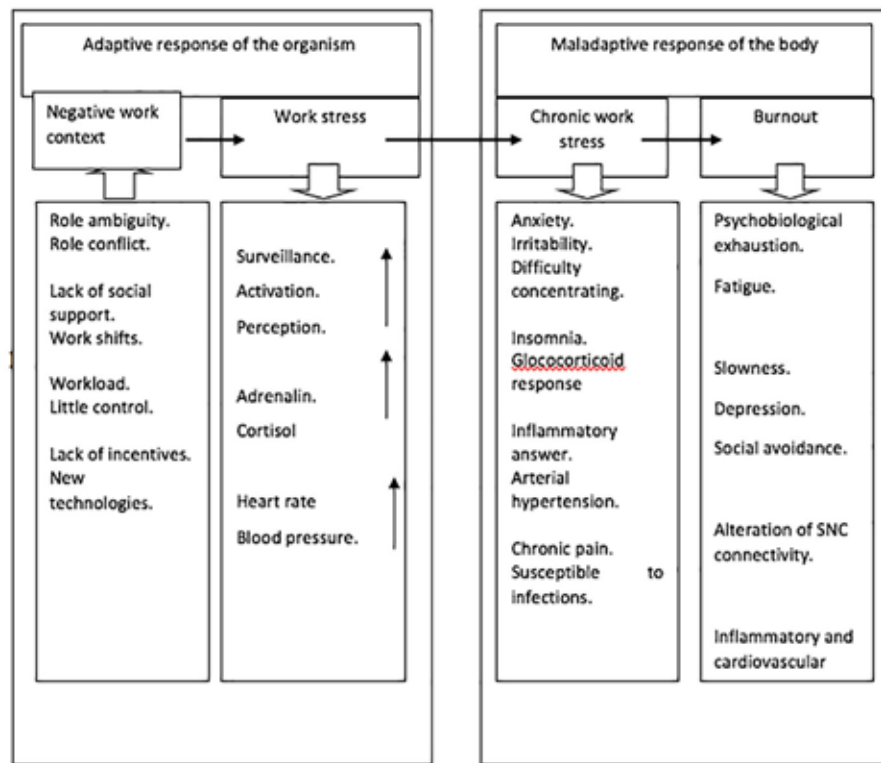 Adaptive response of the organism
Negative work
context
Work stress
Role ambiguity.
Role conflict.
Lack of social
support.
Work shifts.
Workload.
Little control.
Lack of incentives.
New
technologies.
Surveillance.
Activation.
Perception.
Adrenalin.
Cortisol
Heart rate
Blood pressure.
Maladaptive response of the body
Chronic work
stress
Burnout
Anxiety.
Irritability.
Difficulty
concentrating.
Insomnia.
Glococorticoid
response
Inflammatory
answer.
Arterial
hypertension.
Chronic pain.
Susceptible to
infections.
Psychobiological
exhaustion.
Fatigue.
Slowness.
Depression.
Social avoidance.
Alteration of SNC
connectivity.
Inflammatory and
cardiovascular